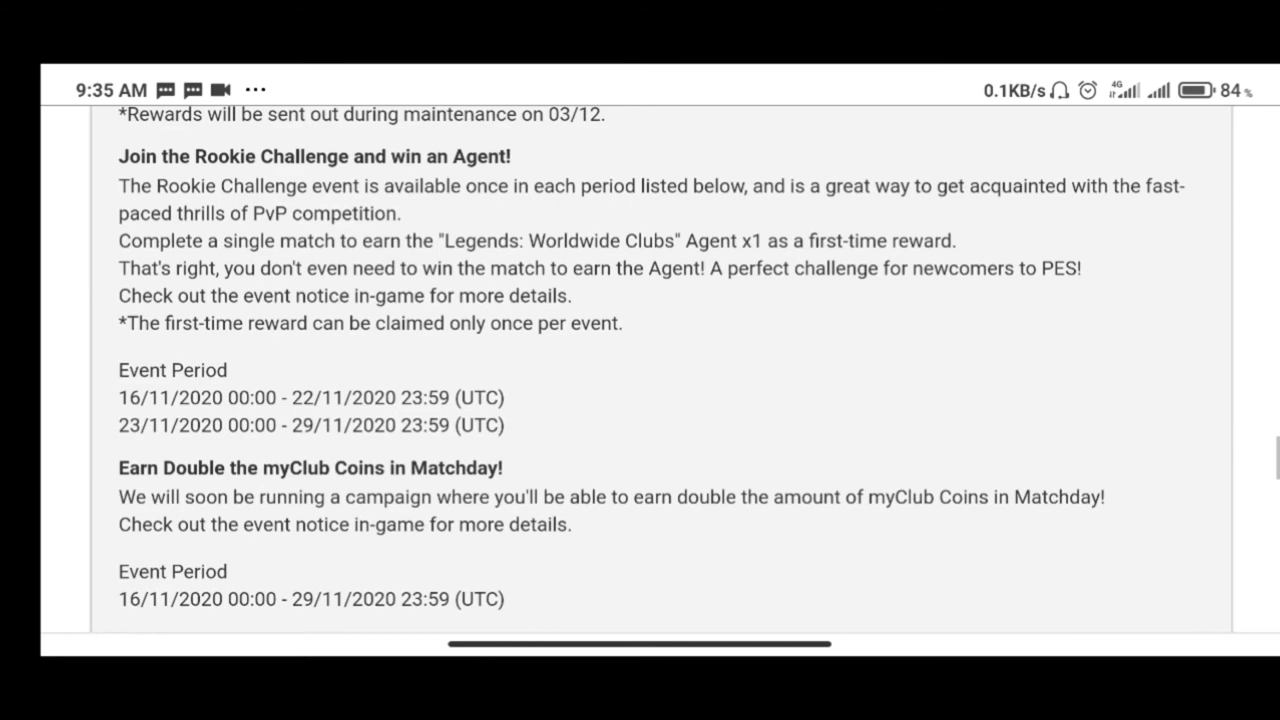 9:35 AM ...
0.1KB/s 4G 84 %
*Rewards will be sent out during maintenance on 03/12.
Join the Rookie Challenge and win an Agent!
The Rookie Challenge event is available once in each period listed below, and is a great way to get acquainted with the fast-
paced thrills of PvP competition.
Complete a single match to earn the "Legends: Worldwide Clubs" Agent x1 as a first-time reward.
That's right, you don't even need to win the match to earn the Agent! A perfect challenge for newcomers to PES!
Check out the event notice in-game for more details.
*The first-time reward can be claimed only once per event.
Event Period
16/11/2020 00:00 - 22/11/2020 23:59 (UTC)
23/11/2020 00:00 - 29/11/2020 23:59 (UTC)
Earn Double the myClub Coins in Matchday!
We will soon be running a campaign where you'll be able to earn double the amount of myClub Coins in Matchday!
Check out the event notice in-game for more details.
Event Period
16/11/2020 00:00 - 29/11/2020 23:59 (UTC)